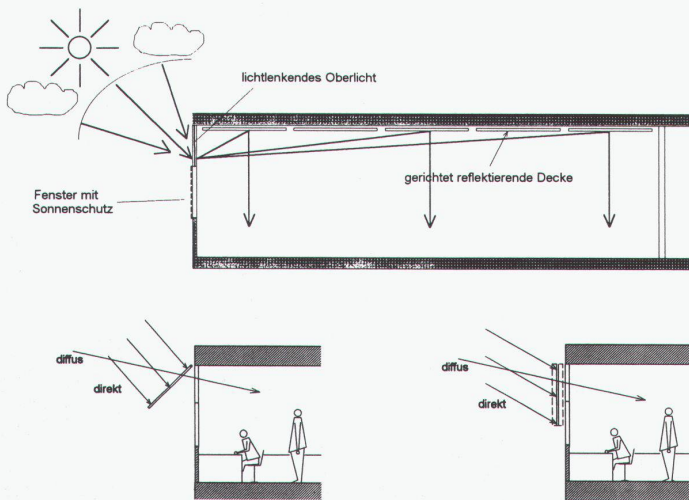 lichtlenkendes Oberlicht
gerichtet reflektierende Decke
Fenster mit
Sonnenschutz
diffus
direkt
diffus
direkt